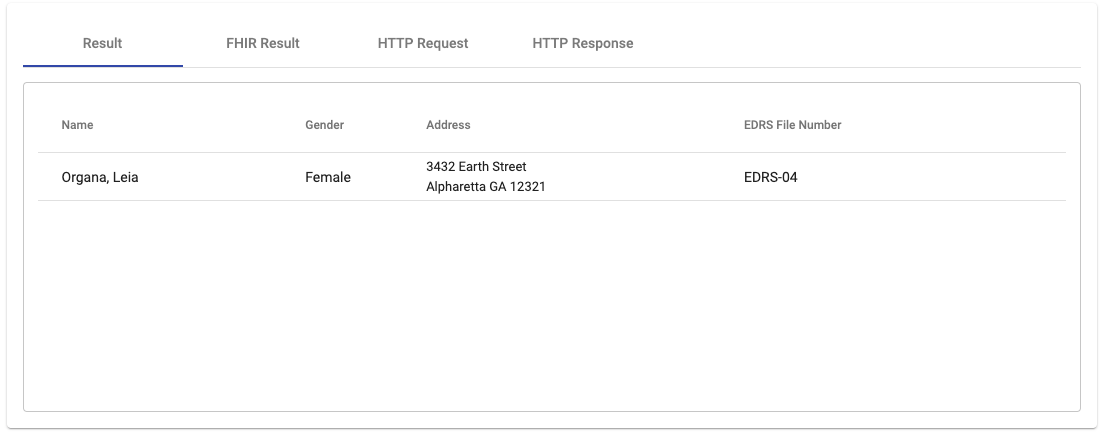 Result FHIR Result HTTP Request HTTP Response
Name Gender Address EDRS File Number
Organa, Leia Female 3432 Earth Street EDRS-04
Alpharetta GA 12321